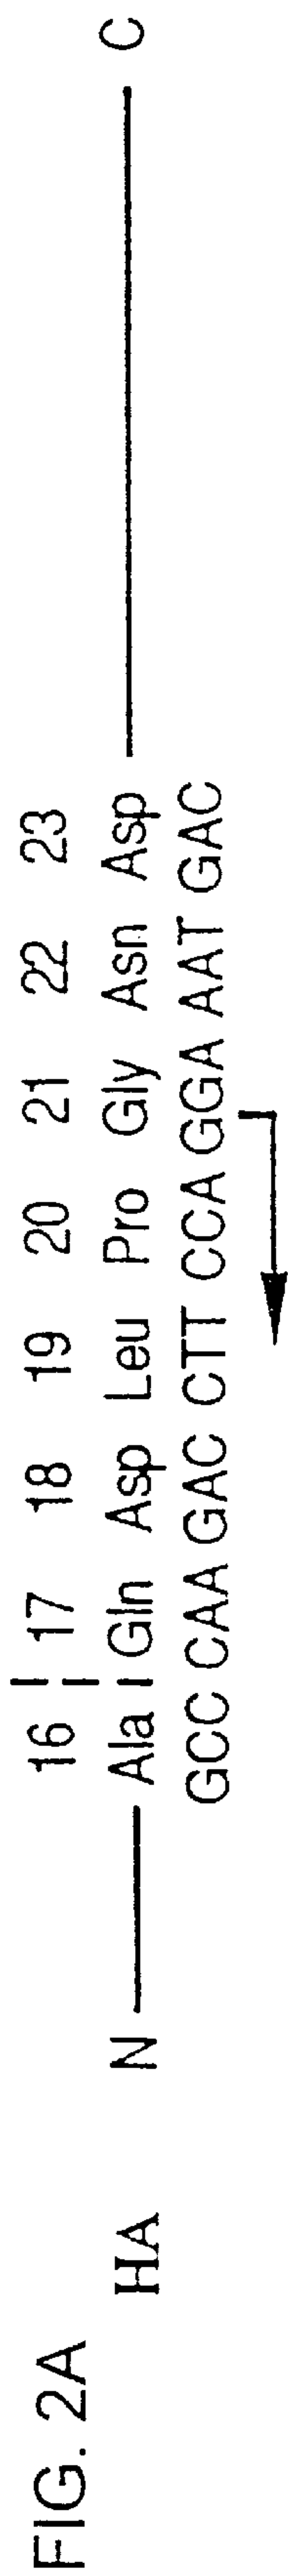 FIG. 2A
16 17 18 19 20 21 22 23
HA N Ala Gln Asp Leu Pro Gly Asn Asp C
GCC CAA GAC CTT CCA GGA AAT GAC